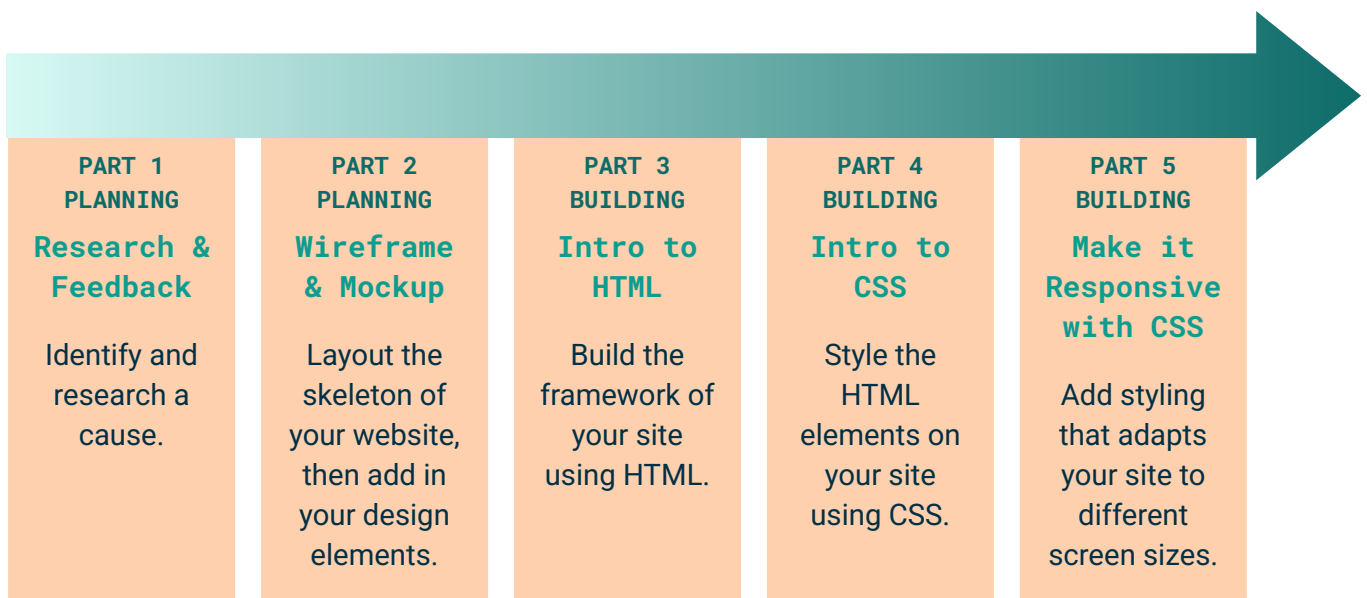 PART 1
PLANNING
Research &
Feedback
Identify and
research a
cause.
PART 2
PLANNING
Wireframe
& Mockup
Layout the
skeleton of
your website,
then add in
your design
elements.
PART 3
BUILDING
Intro to
HTML
Build the
framework of
your site
using HTML.
PART 4
BUILDING
Intro to
CSS
Style the
HTML
elements on
your site
using CSS.
PART 5
BUILDING
Make it
Responsive
with CSS
Add styling
that adapts
your site to
different
screen sizes.